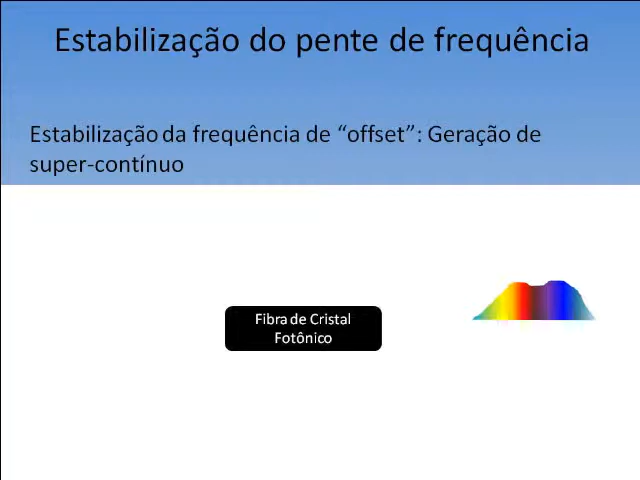 Estabilização do pente de frequência
Estabilização da frequência de “offset”: Geração de
super-contínuo
Fibra de Cristal
Fotônico